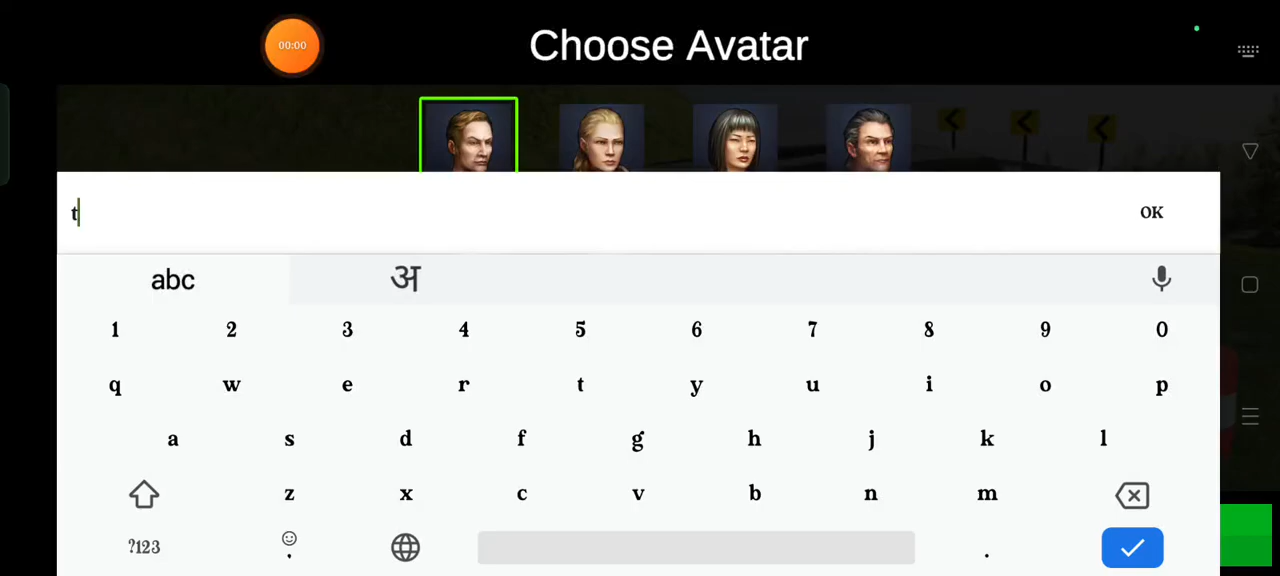 00:00
Choose Avatar
t
OK
abc
अ
1 2 3 4 5 6 7 8 9 0
q w e r t y u i o p
a s d f g h j k l
z x c v b n m
?123 , .